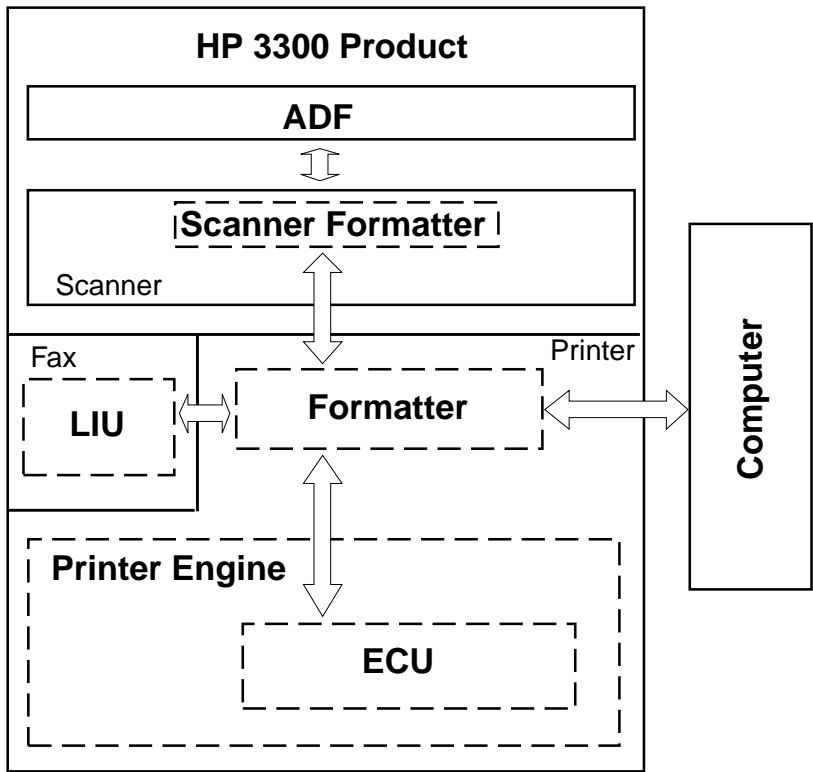 HP 3300 Product
ADF
Scanner Formatter
Scanner
Fax
Printer
LIU
Formatter
Computer
Printer Engine
ECU